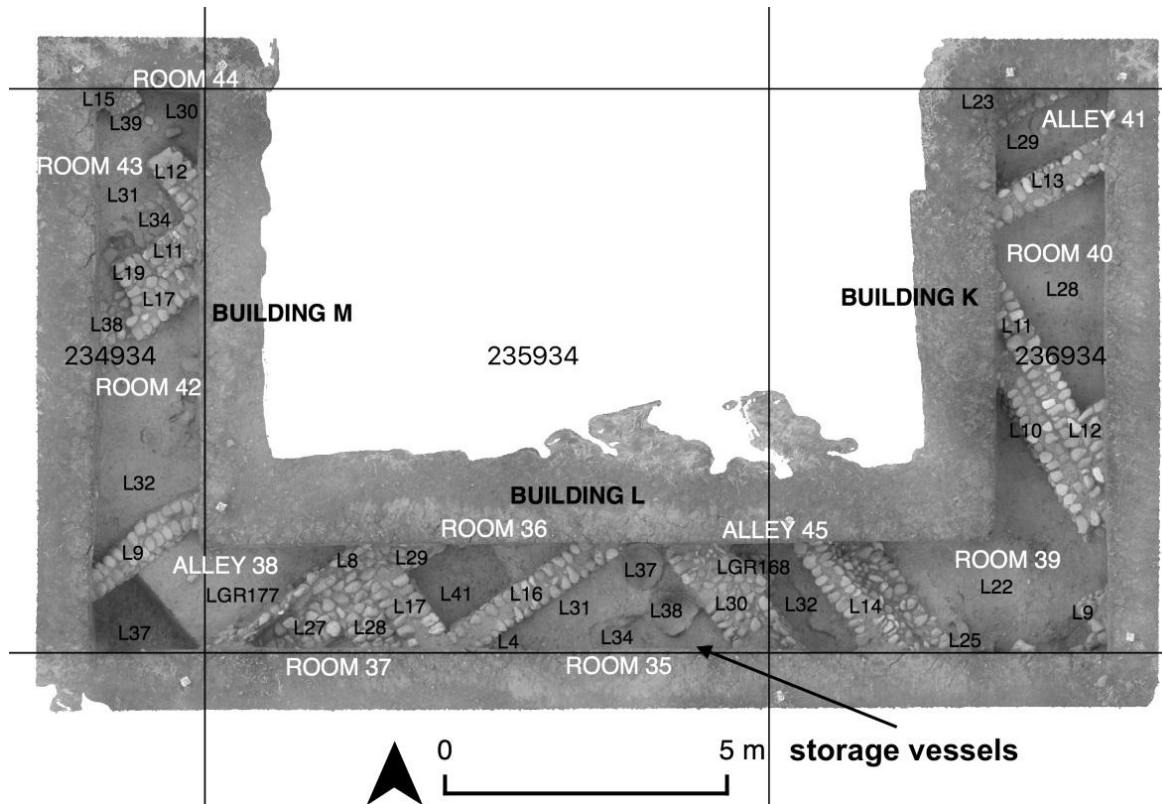 ROOM 44
L15
L30
L39
L23
ALLEY 41
L29
ROOM 43
L12
L13
L31
L34
L11
ROOM 40
L19
L28
L17
BUILDING M
BUILDING K
L38
L11
234934
235934
236934
ROOM 42
L10
L12
L32
BUILDING L
ROOM 36
ALLEY 45
L9
ALLEY 38
L8
L29
L37
LGR168
ROOM 39
LGR177
L41
L16
L22
L17
L31
L38
L30
L32
L14
L9
L37
L27
L28
L4
L34
L25
ROOM 37
ROOM 35
0
5 m
storage vessels